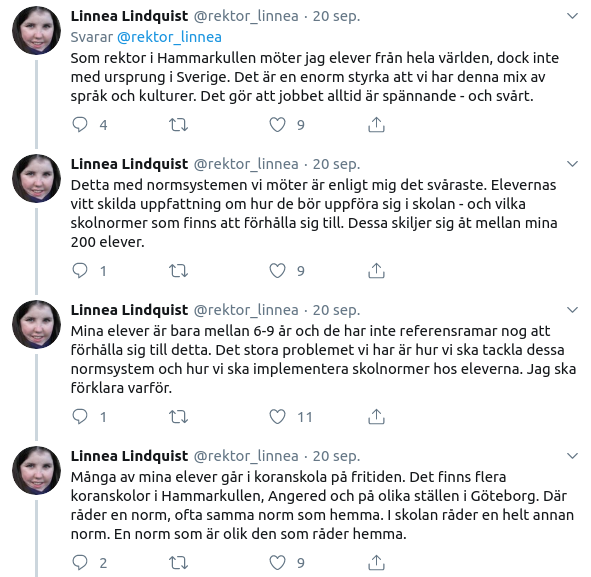 Linnea Lindquist @rektor_linnea · 20 sep.
Svarar @rektor_linnea
Som rektor i Hammarkullen möter jag elever från hela världen, dock inte
med ursprung i Sverige. Det är en enorm styrka att vi har denna mix av
språk och kulturer. Det gör att jobbet alltid är spännande - och svårt.
4 9
Linnea Lindquist @rektor_linnea · 20 sep.
Detta med normsystemen vi möter är enligt mig det svåraste. Elevernas
vitt skilda uppfattning om hur de bör uppföra sig i skolan - och vilka
skolnormer som finns att förhålla sig till. Dessa skiljer sig åt mellan mina
200 elever.
1 9
Linnea Lindquist @rektor_linnea · 20 sep.
Mina elever är bara mellan 6-9 år och de har inte referensramar nog att
förhålla sig till detta. Det stora problemet vi har är hur vi ska tackla dessa
normsystem och hur vi ska implementera skolnormer hos eleverna. Jag ska
förklara varför.
1 11
Linnea Lindquist @rektor_linnea · 20 sep.
Många av mina elever går i koranskola på fritiden. Det finns flera
koranskolor i Hammarkullen, Angered och på olika ställen i Göteborg. Där
råder en norm, ofta samma norm som hemma. I skolan råder en helt annan
norm. En norm som är olik den som råder hemma.
2 9